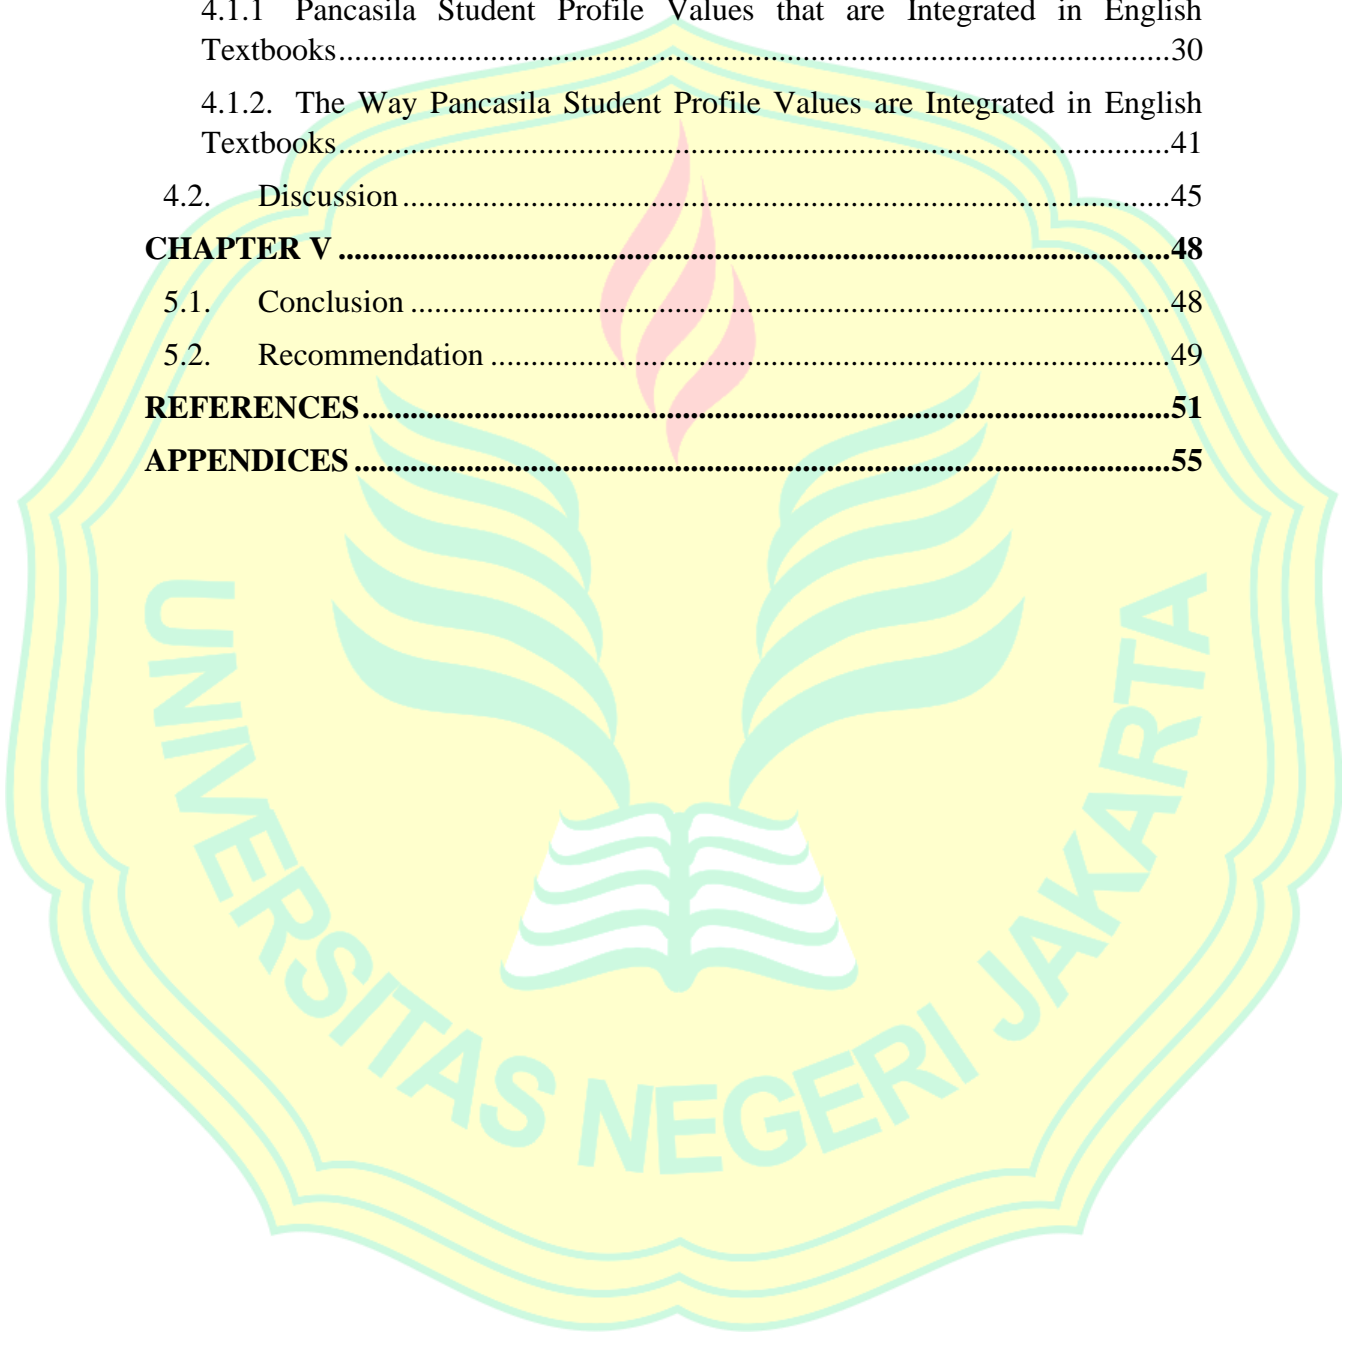 4.1.1 Pancasila Student Profile Values that are Integrated in English
Textbooks....................................................................................................30
4.1.2. The Way Pancasila Student Profile Values are Integrated in English
Textbooks....................................................................................................41
4.2. Discussion...............................................................................................45
CHAPTER V....................................................................................................48
5.1. Conclusion..............................................................................................48
5.2. Recommendation....................................................................................49
REFERENCES.................................................................................................51
APPENDICES..................................................................................................55
UNIVERSITAS NEGERI JAKARTA